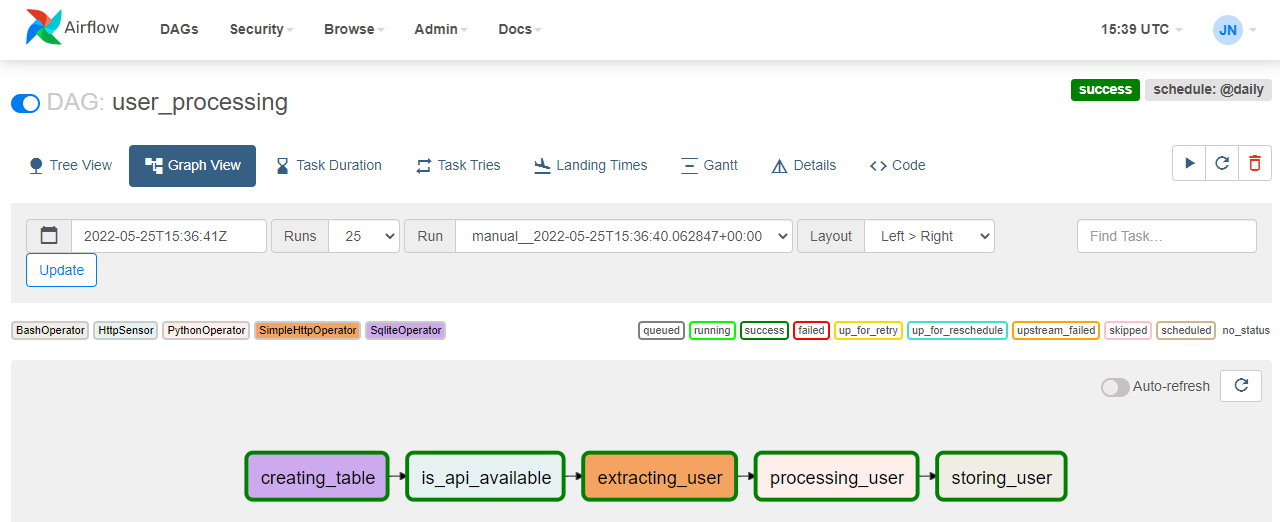 Airflow DAGs Security Browse Admin Docs 15:39 UTC JN
DAG: user_processing success schedule: @daily
Tree View Graph View Task Duration Task Tries Landing Times Gantt Details Code
2022-05-25T15:36:41Z Runs 25 Run manual__2022-05-25T15:36:40.062847+00:00 Layout Left > Right Find Task...
Update
BashOperator HttpSensor PythonOperator SimpleHttpOperator SqliteOperator queued running success failed up_for_retry up_for_reschedule upstream_failed skipped scheduled no_status
Auto-refresh
creating_table is_api_available extracting_user processing_user storing_user